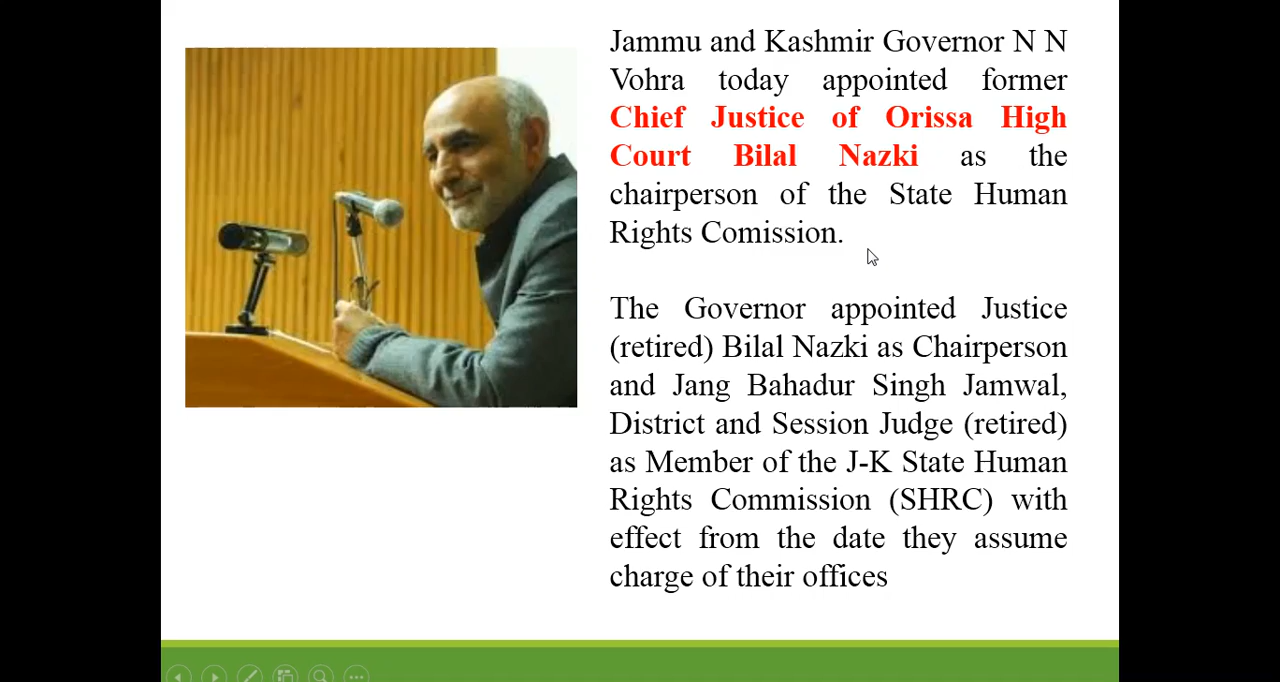 Jammu and Kashmir Governor N N
Vohra today appointed former
Chief Justice of Orissa High
Court Bilal Nazki as the
chairperson of the State Human
Rights Comission.
The Governor appointed Justice
(retired) Bilal Nazki as Chairperson
and Jang Bahadur Singh Jamwal,
District and Session Judge (retired)
as Member of the J-K State Human
Rights Commission (SHRC) with
effect from the date they assume
charge of their offices